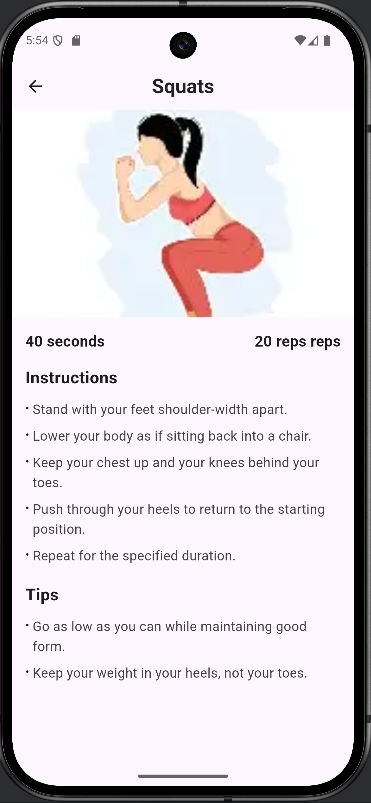 5:54
Squats
40 seconds
20 reps reps
Instructions
• Stand with your feet shoulder-width apart.
• Lower your body as if sitting back into a chair.
• Keep your chest up and your knees behind your
toes.
• Push through your heels to return to the starting
position.
• Repeat for the specified duration.
Tips
• Go as low as you can while maintaining good
form.
• Keep your weight in your heels, not your toes.